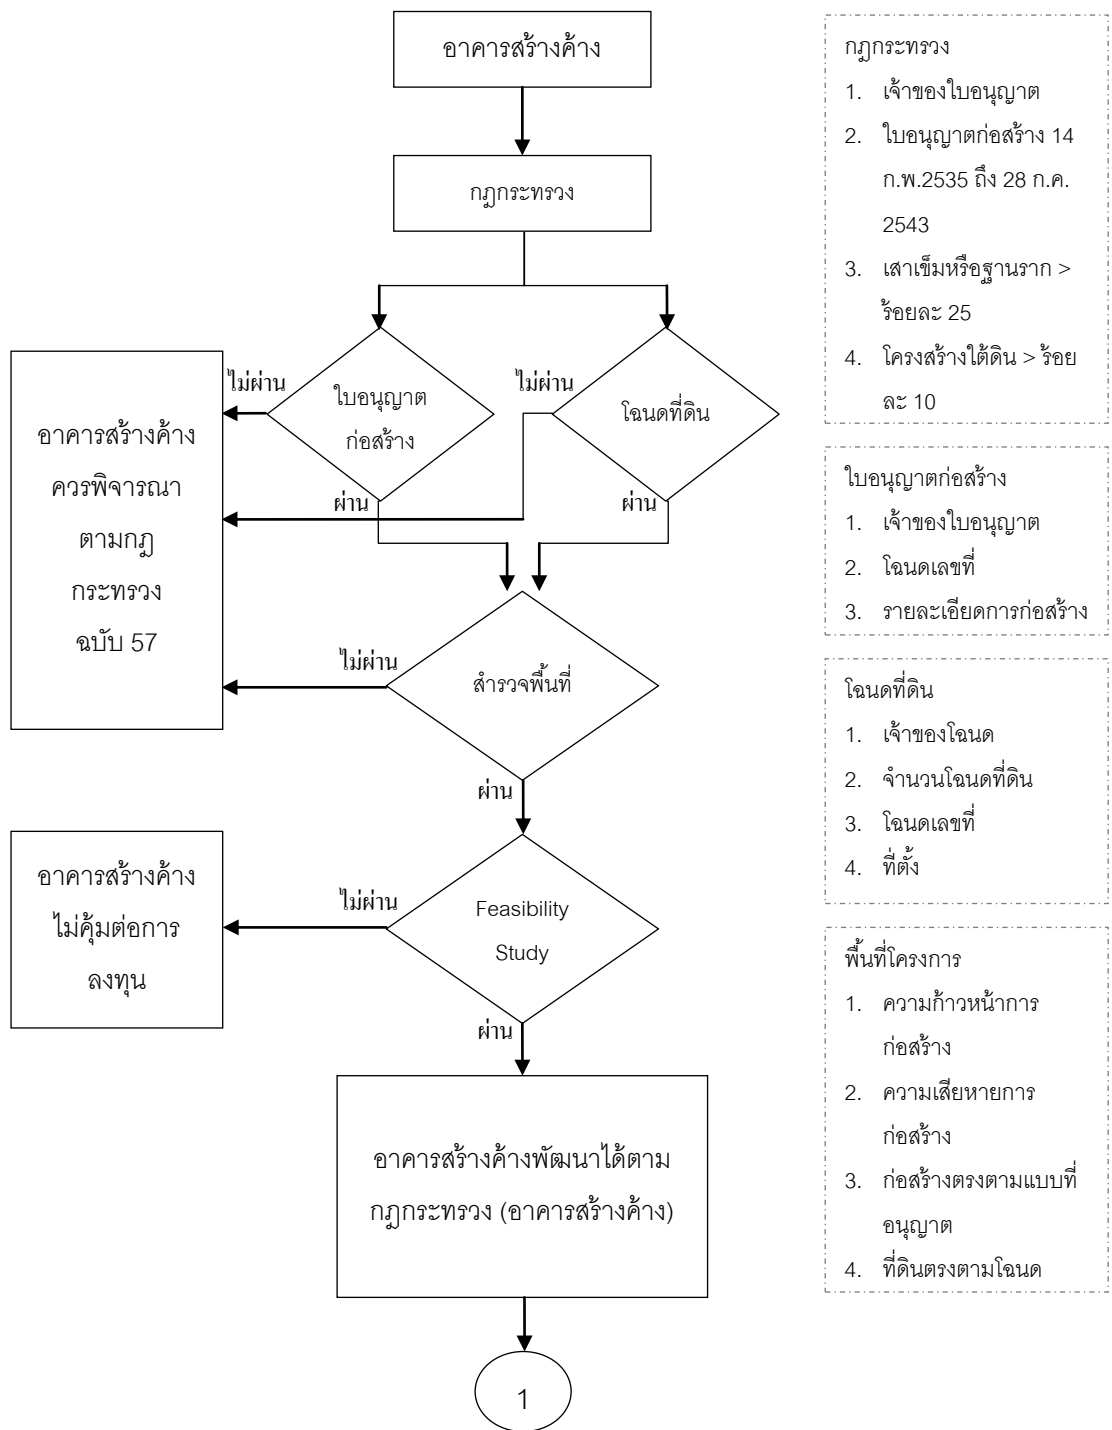 อาคารสร้างค้าง
กฎกระทรวง
ไม่ผ่าน
ใบอนุญาต
ก่อสร้าง
ไม่ผ่าน
โฉนดที่ดิน
ผ่าน
ผ่าน
อาคารสร้างค้าง
ควรพิจารณา
ตามกฎ
กระทรวง
ฉบับ 57
ไม่ผ่าน
สำรวจพื้นที่
ผ่าน
อาคารสร้างค้าง
ไม่คุ้มต่อการ
ลงทุน
ไม่ผ่าน
Feasibility
Study
ผ่าน
อาคารสร้างค้างพัฒนาได้ตาม
กฎกระทรวง (อาคารสร้างค้าง)
1
กฎกระทรวง
1. เจ้าของใบอนุญาต
2. ใบอนุญาตก่อสร้าง 14
ก.พ.2535 ถึง 28 ก.ค.
2543
3. เสาเข็มหรือฐานราก >
ร้อยละ 25
4. โครงสร้างใต้ดิน > ร้อย
ละ 10
ใบอนุญาตก่อสร้าง
1. เจ้าของใบอนุญาต
2. โฉนดเลขที่
3. รายละเอียดการก่อสร้าง
โฉนดที่ดิน
1. เจ้าของโฉนด
2. จำนวนโฉนดที่ดิน
3. โฉนดเลขที่
4. ที่ตั้ง
พื้นที่โครงการ
1. ความก้าวหน้าการ
ก่อสร้าง
2. ความเสียหายการ
ก่อสร้าง
3. ก่อสร้างตรงตามแบบที่
อนุญาต
4. ที่ดินตรงตามโฉนด